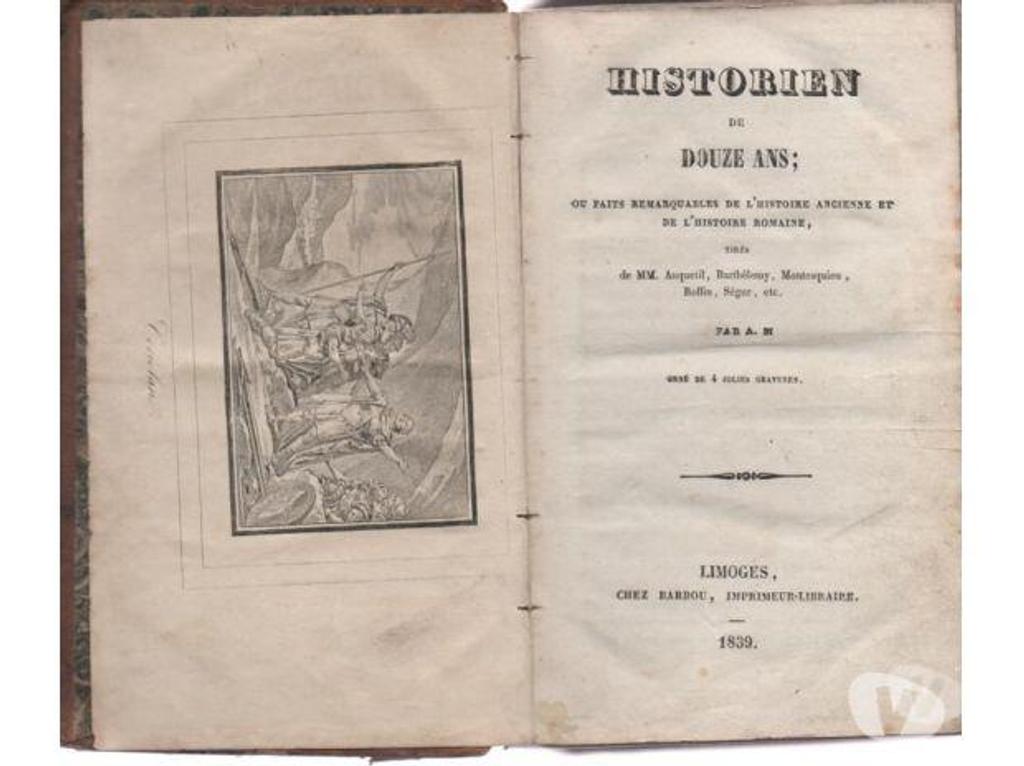 HISTORIEN
DE
DOUZE ANS;
OU FAITS REMARQUABLES DE L'HISTOIRE ANCIENNE ET
DE L'HISTOIRE ROMAINE,
TIRÉS
de MM. Anquetil, Barthélemy, Montesquieu,
Rollin, Ségur, etc.
PAR A. M
ORNÉ DE 4 JOLIES GRAVURES.
LIMOGES,
CHEZ BARBOU, IMPRIMEUR-LIBRAIRE.
1839.